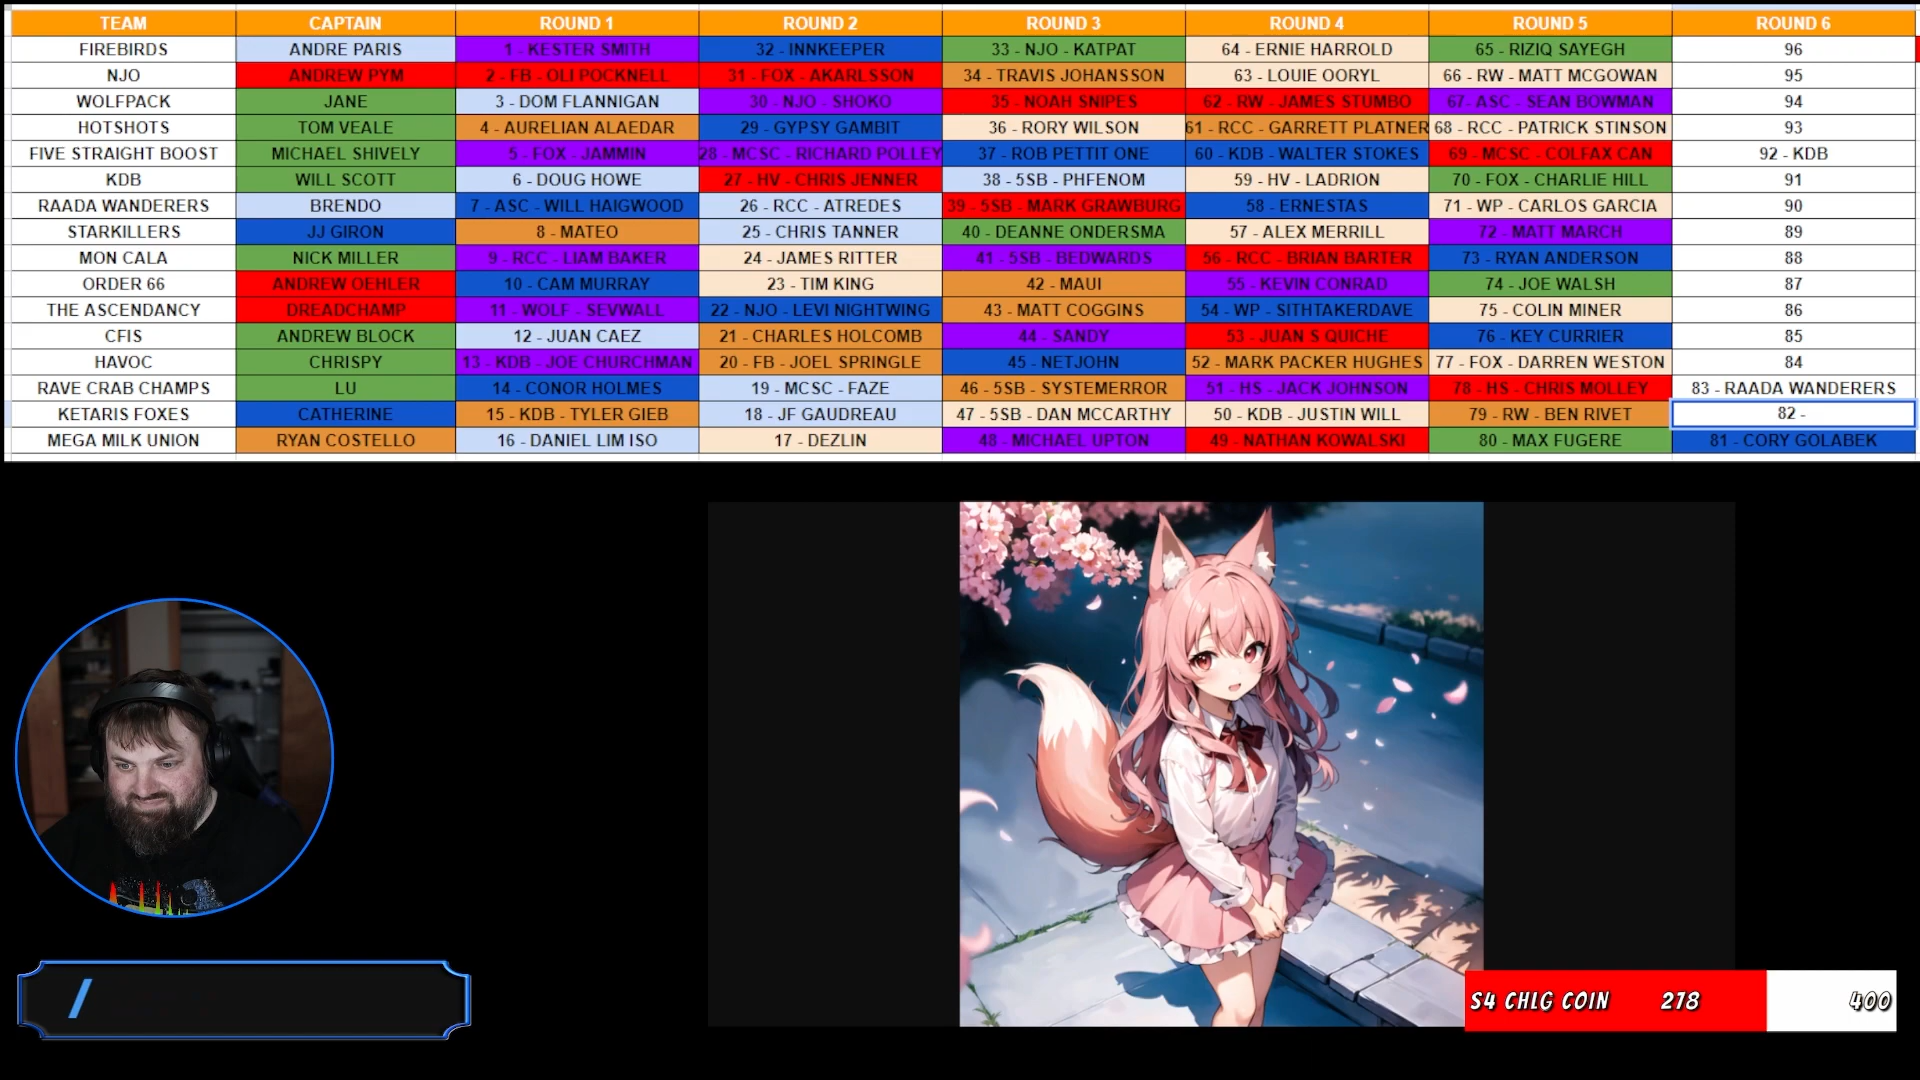 TEAM CAPTAIN ROUND 1 ROUND 2 ROUND 3 ROUND 4 ROUND 5 ROUND 6
FIREBIRDS ANDRE PARIS 1 - KESTER SMITH 32 - INNKEEPER 33 - NJO - KATPAT 64 - ERNIE HARROLD 65 - RIZIQ SAYEGH 96
NJO ANDREW PYM 2 - FB - OLI POCKNELL 31 - FOX - AKARLSSON 34 - TRAVIS JOHANSSON 63 - LOUIE OORYL 66 - RW - MATT MCGOWAN 95
WOLFPACK JANE 3 - DOM FLANNIGAN 30 - NJO - SHOKO 35 - NOAH SNIPES 62 - RW - JAMES STUMBO 67- ASC - SEAN BOWMAN 94
HOTSHOTS TOM VEALE 4 - AURELIAN ALAEDAR 29 - GYPSY GAMBIT 36 - RORY WILSON 61 - RCC - GARRETT PLATNER 68 - RCC - PATRICK STINSON 93
FIVE STRAIGHT BOOST MICHAEL SHIVELY 5 - FOX - JAMMIN 28 - MCSC - RICHARD POLLEY 37 - ROB PETTIT ONE 60 - KDB - WALTER STOKES 69 - MCSC - COLFAX CAN 92 - KDB
KDB WILL SCOTT 6 - DOUG HOWE 27 - HV - CHRIS JENNER 38 - 5SB - PHFENOM 59 - HV - LADRION 70 - FOX - CHARLIE HILL 91
RAADA WANDERERS BRENDO 7 - ASC - WILL HAIGWOOD 26 - RCC - ATREDES 39 - 5SB - MARK GRAWBURG 58 - ERNESTAS 71 - WP - CARLOS GARCIA 90
STARKILLERS JJ GIRON 8 - MATEO 25 - CHRIS TANNER 40 - DEANNE ONDERSMA 57 - ALEX MERRILL 72 - MATT MARCH 89
MON CALA NICK MILLER 9 - RCC - LIAM BAKER 24 - JAMES RITTER 41 - 5SB - BEDWARDS 56 - RCC - BRIAN BARTER 73 - RYAN ANDERSON 88
ORDER 66 ANDREW OEHLER 10 - CAM MURRAY 23 - TIM KING 42 - MAUI 55 - KEVIN CONRAD 74 - JOE WALSH 87
THE ASCENDANCY DREADCHAMP 11 - WOLF - SEVWALL 22 - NJO - LEVI NIGHTWING 43 - MATT COGGINS 54 - WP - SITHTAKERDAVE 75 - COLIN MINER 86
CFIS ANDREW BLOCK 12 - JUAN CAEZ 21 - CHARLES HOLCOMB 44 - SANDY 53 - JUAN S QUICHE 76 - KEY CURRIER 85
HAVOC CHRISPY 13 - KDB - JOE CHURCHMAN 20 - FB - JOEL SPRINGLE 45 - NETJOHN 52 - MARK PACKER HUGHES 77 - FOX - DARREN WESTON 84
RAVE CRAB CHAMPS LU 14 - CONOR HOLMES 19 - MCSC - FAZE 46 - 5SB - SYSTEMERROR 51 - HS - JACK JOHNSON 78 - HS - CHRIS MOLLEY 83 - RAADA WANDERERS
KETARIS FOXES CATHERINE 15 - KDB - TYLER GIEB 18 - JF GAUDREAU 47 - 5SB - DAN MCCARTHY 50 - KDB - JUSTIN WILL 79 - RW - BEN RIVET 82 -
MEGA MILK UNION RYAN COSTELLO 16 - DANIEL LIM ISO 17 - DEZLIN 48 - MICHAEL UPTON 49 - NATHAN KOWALSKI 80 - MAX FUGERE 81 - CORY GOLABEK
/
S4 CHLG COIN 278 400